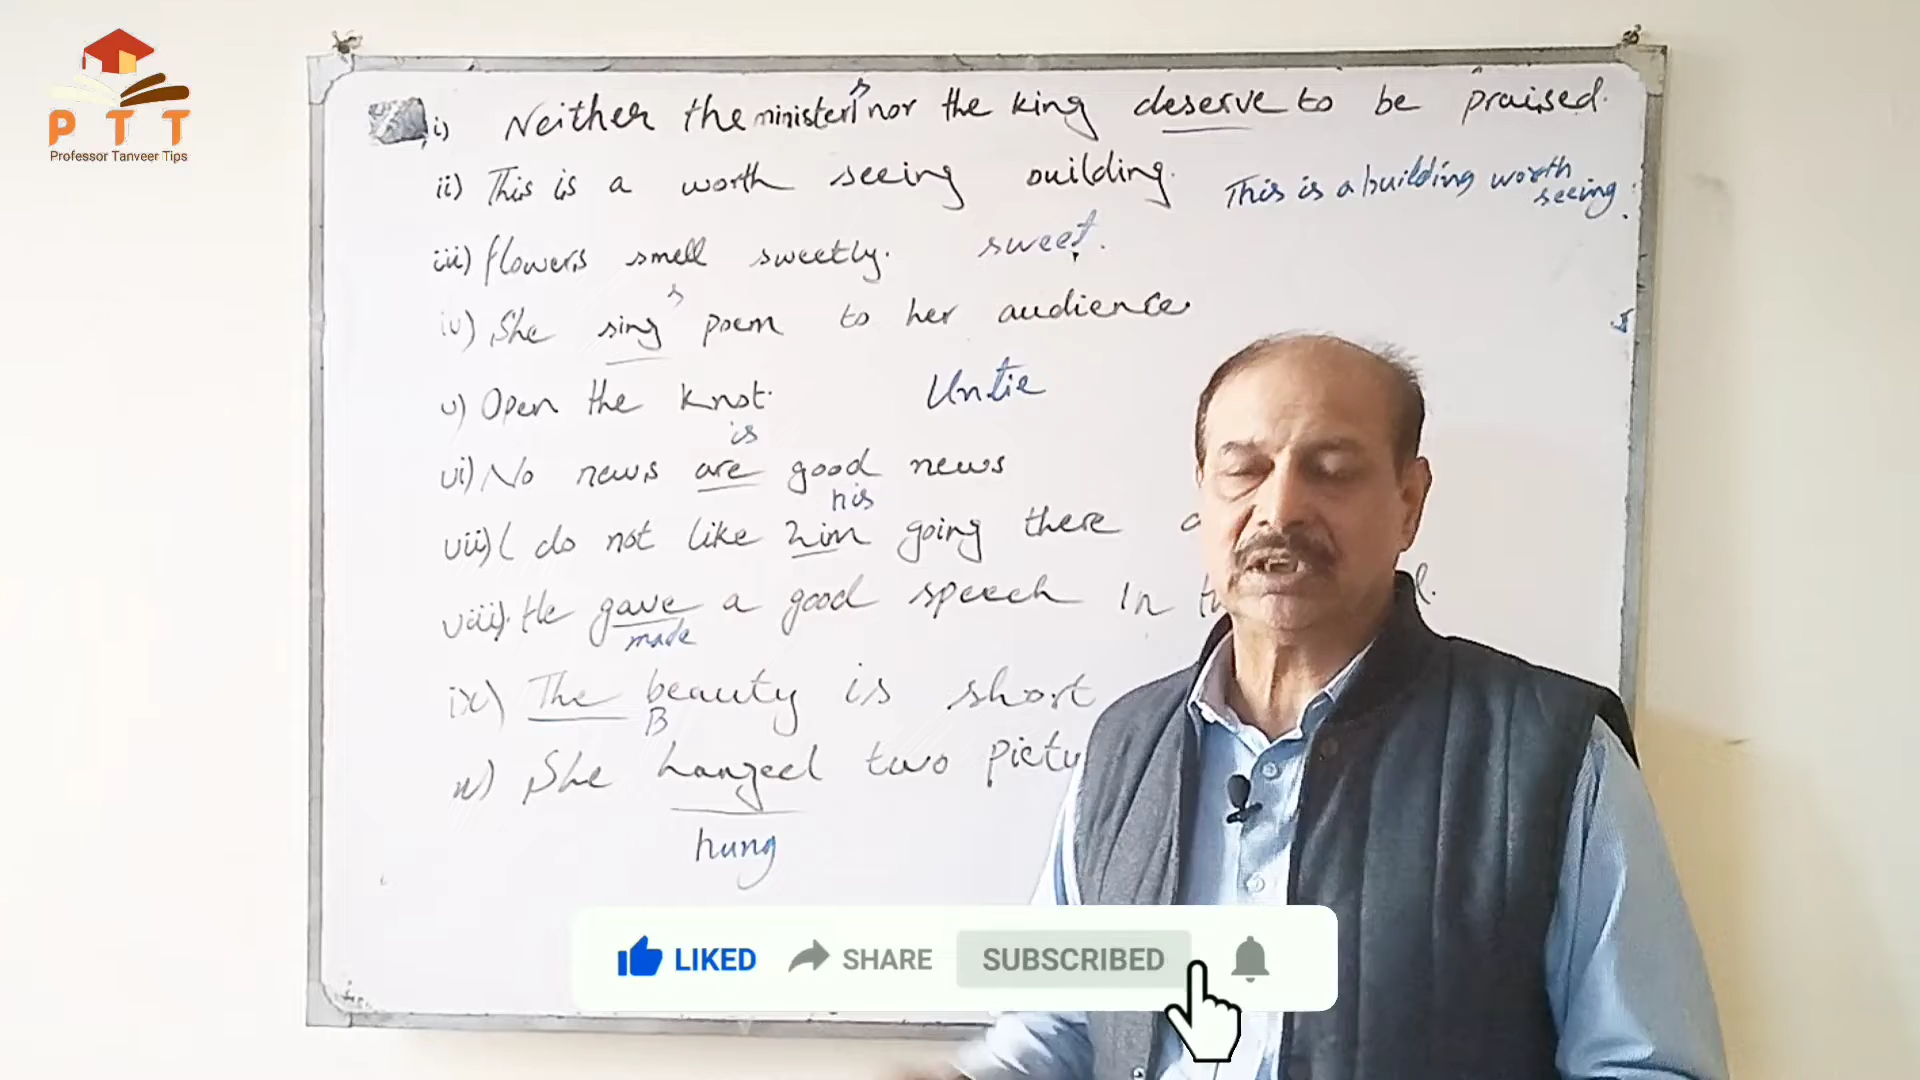 P T T
Professor Tanveer Tips
s
i) Neither the minister nor the king deserve to be praised.
ii) This is a worth seeing building. This is a building worth
seeing.
iii) flowers smell sweetly. sweet.
s
iv) She sing poem to her audience.
v) Open the knot. Untie
is
vi) No news are good news
his
vii) I do not like him going there
viii) He gave a good speech in
made
ix) The beauty is short
B
x) She hanged two pictu
hung
LIKED SHARE SUBSCRIBED